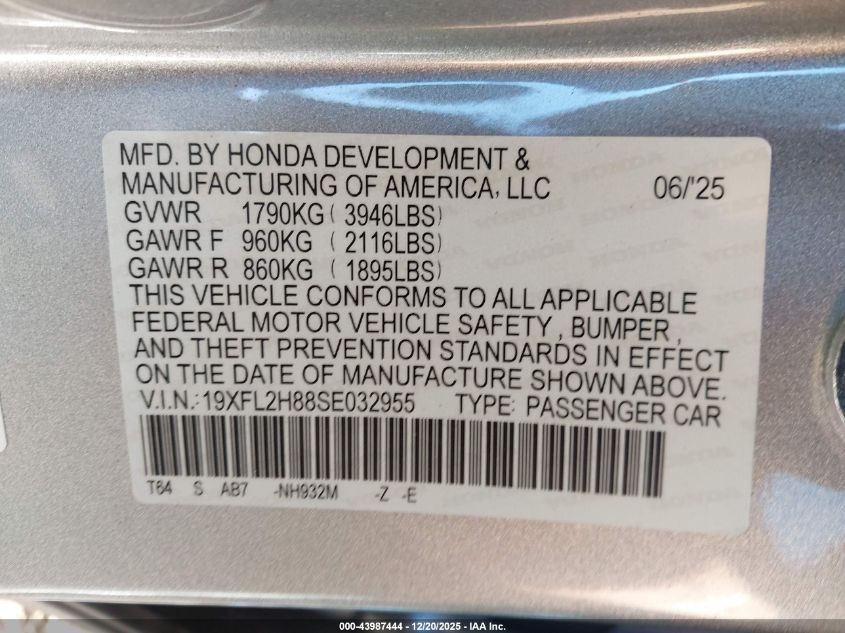 MFD. BY HONDA DEVELOPMENT &
MANUFACTURING OF AMERICA, LLC 06/'25
GVWR 1790KG ( 3946LBS)
GAWR F 960KG ( 2116LBS)
GAWR R 860KG ( 1895LBS)
THIS VEHICLE CONFORMS TO ALL APPLICABLE
FEDERAL MOTOR VEHICLE SAFETY , BUMPER ,
AND THEFT PREVENTION STANDARDS IN EFFECT
ON THE DATE OF MANUFACTURE SHOWN ABOVE.
V.I.N.:19XFL2H88SE032955 TYPE: PASSENGER CAR
T64 S AB7 -NH932M -Z -E
000-43987444 - 12/20/2025 - IAA Inc.